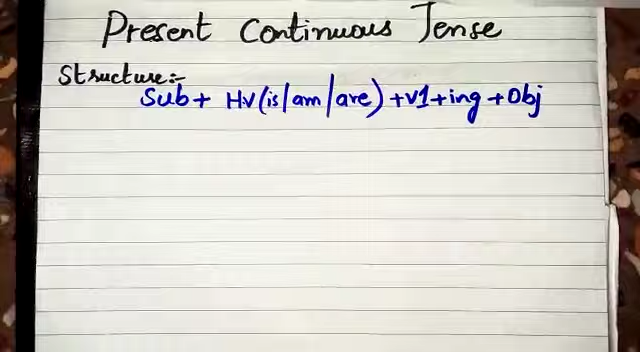 Present Continuous Tense
Structure:-
Sub + Hv (is/am/are) + v1 + ing + Obj